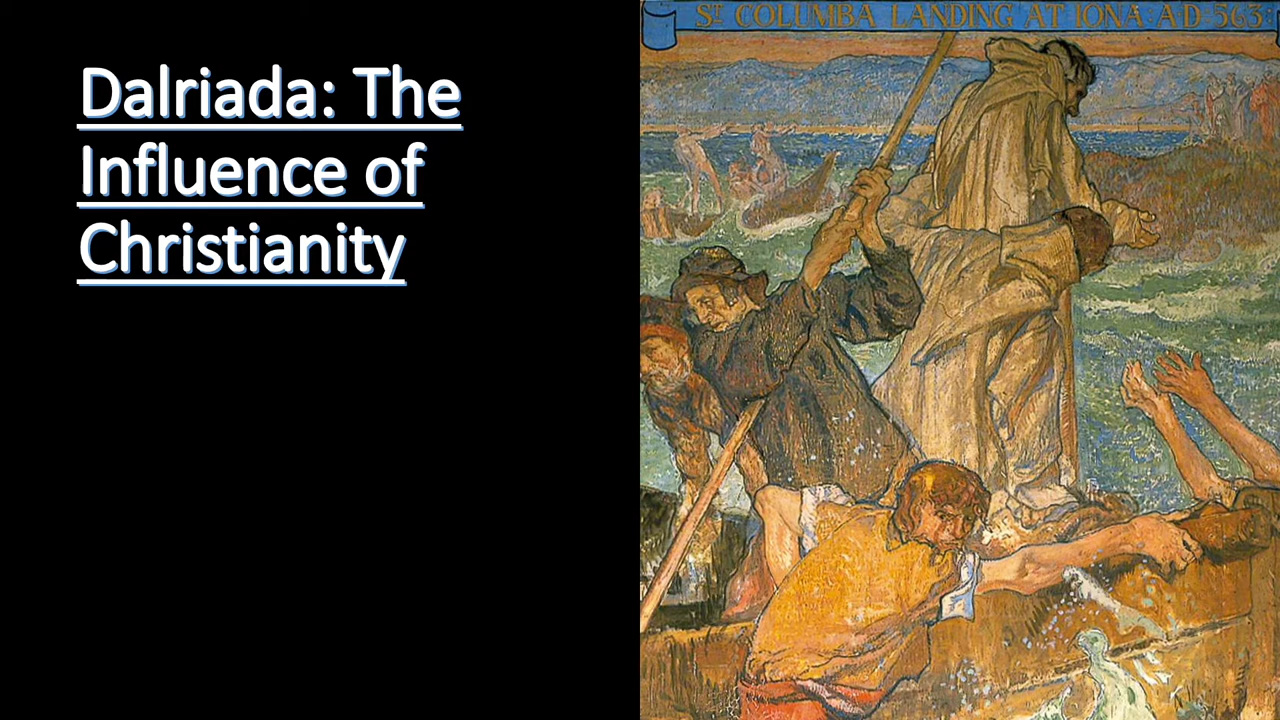 Dalriada: The
Influence of
Christianity
ST COLUMBA LANDING AT IONA·A·D·563·